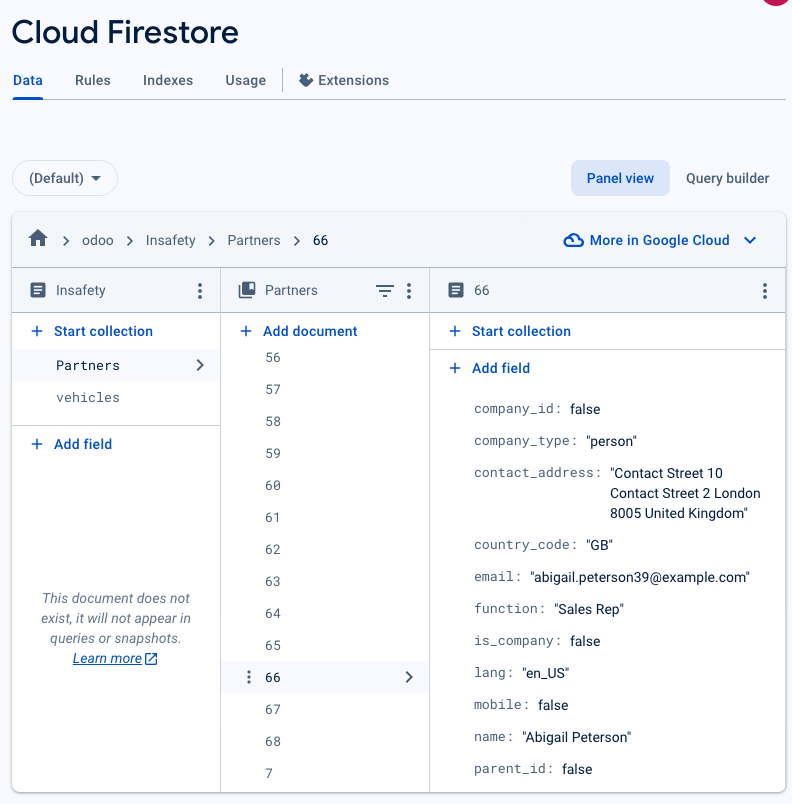 Cloud Firestore
Data Rules Indexes Usage Extensions
(Default)
Panel view Query builder
odoo Insafety Partners 66
More in Google Cloud
Insafety
+ Start collection
Partners
vehicles
+ Add field
This document does not
exist, it will not appear in
queries or snapshots.
Learn more
Partners
+ Add document
56
57
58
59
60
61
62
63
64
65
66
67
68
7
66
+ Start collection
+ Add field
company_id: false
company_type: "person"
contact_address: "Contact Street 10
Contact Street 2 London
8005 United Kingdom"
country_code: "GB"
email: "abigail.peterson39@example.com"
function: "Sales Rep"
is_company: false
lang: "en_US"
mobile: false
name: "Abigail Peterson"
parent_id: false